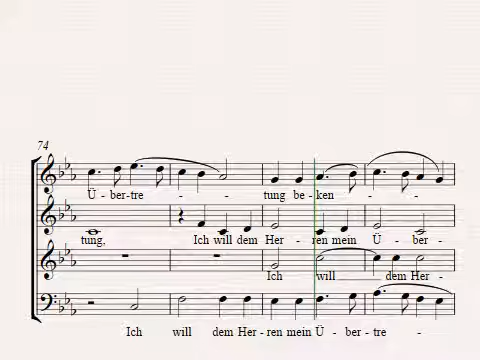 74
Ü - ber-tre - - - tung be - ken - - -
tung, Ich will dem Her - ren mein Ü - ber -
Ich will dem Her -
Ich will dem Her - ren mein Ü - ber - tre -